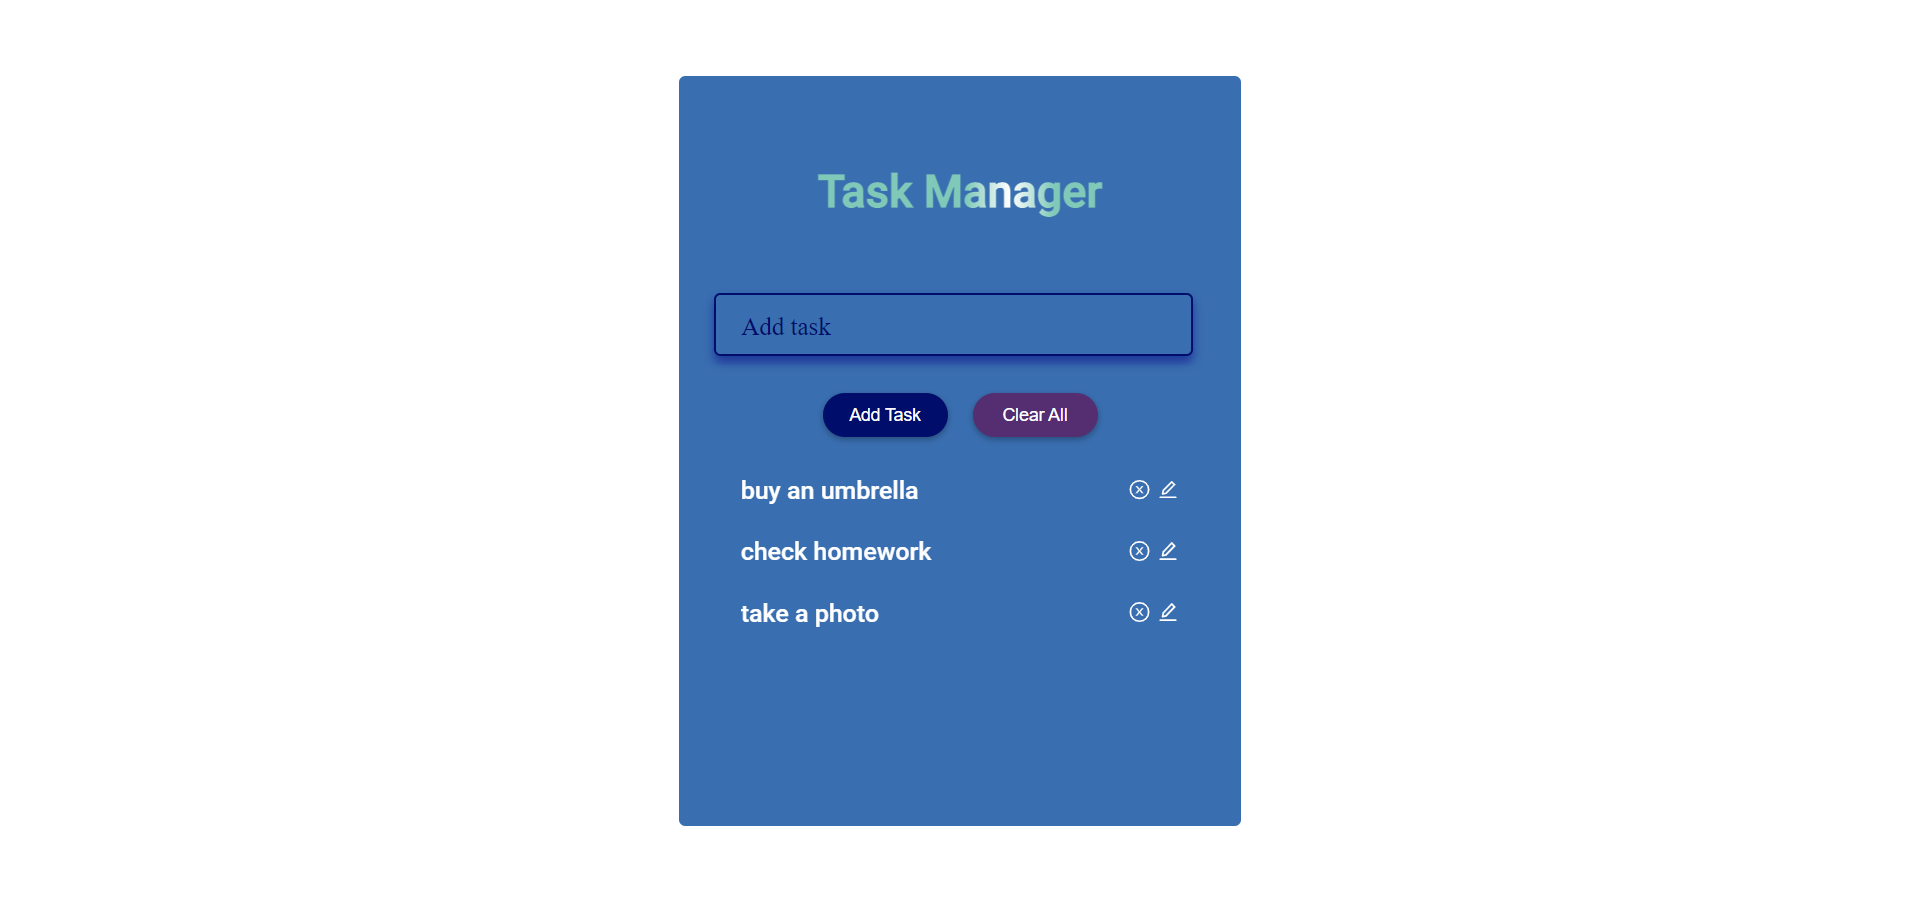 Task Manager
Add task
Add Task Clear All
buy an umbrella
check homework
take a photo